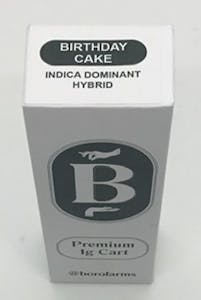 BIRTHDAY
CAKE
INDICA DOMINANT
HYBRID
B
Premium
1g Cart
@borofarms